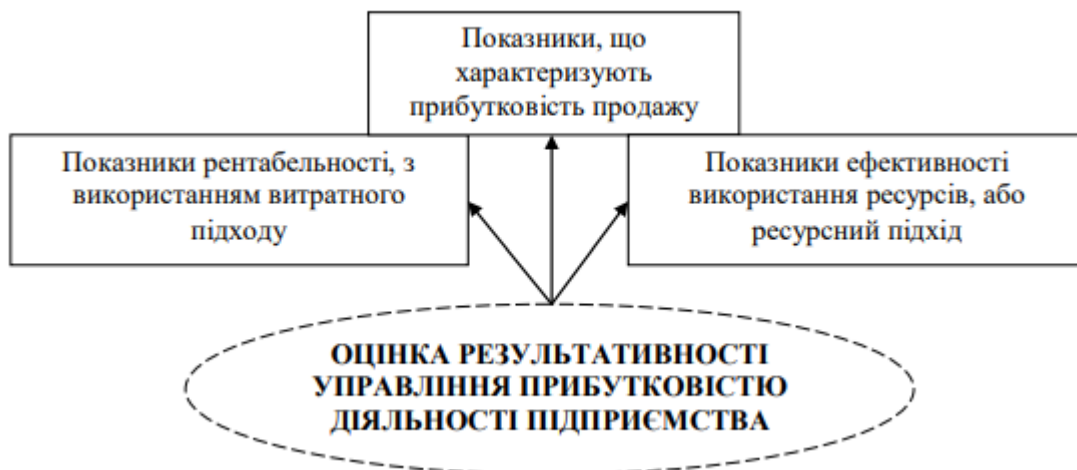 Показники, що
характеризують
прибутковість продажу
Показники рентабельності, з
використанням витратного
підходу
Показники ефективності
використання ресурсів, або
ресурсний підхід
ОЦІНКА РЕЗУЛЬТАТИВНОСТІ
УПРАВЛІННЯ ПРИБУТКОВІСТЮ
ДІЯЛЬНОСТІ ПІДПРИЄМСТВА